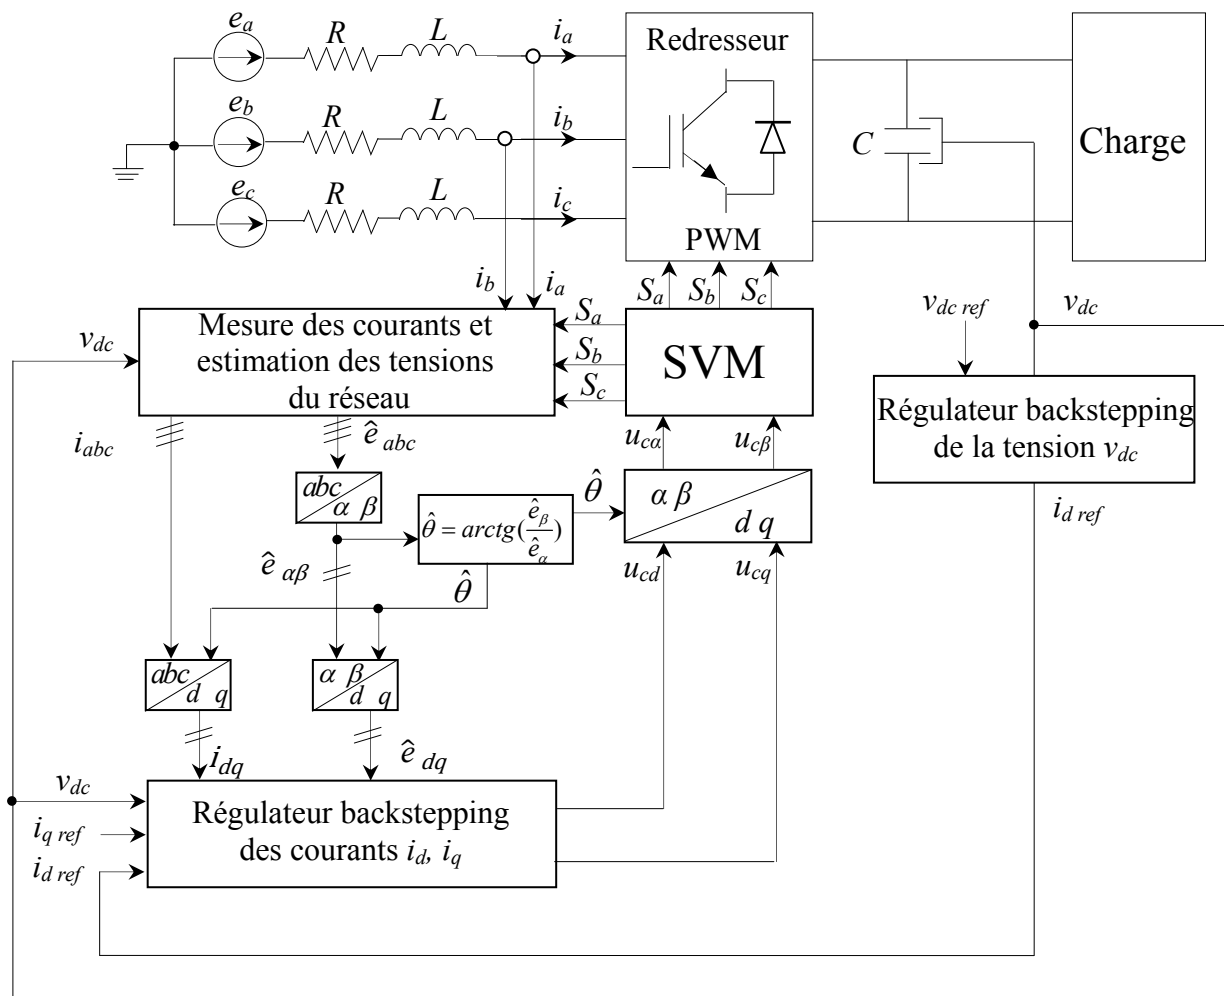 e_a R L i_a
Redresseur
e_b R L i_b
C
Charge
e_c R L i_c
PWM
i_b i_a
S_a S_b S_c
v_dc ref v_dc
v_dc
Mesure des courants et
estimation des tensions
du réseau
S_a
S_b
S_c
SVM
Régulateur backstepping
de la tension v_dc
i_abc
ê_abc
u_cα u_cβ
i_d ref
abc
α β
θ̂ = arctg(ê_β/ê_α)
θ̂
α β
d q
ê_αβ
θ̂
u_cd u_cq
abc
d q
α β
d q
i_dq
ê_dq
v_dc
i_q ref
i_d ref
Régulateur backstepping
des courants i_d, i_q